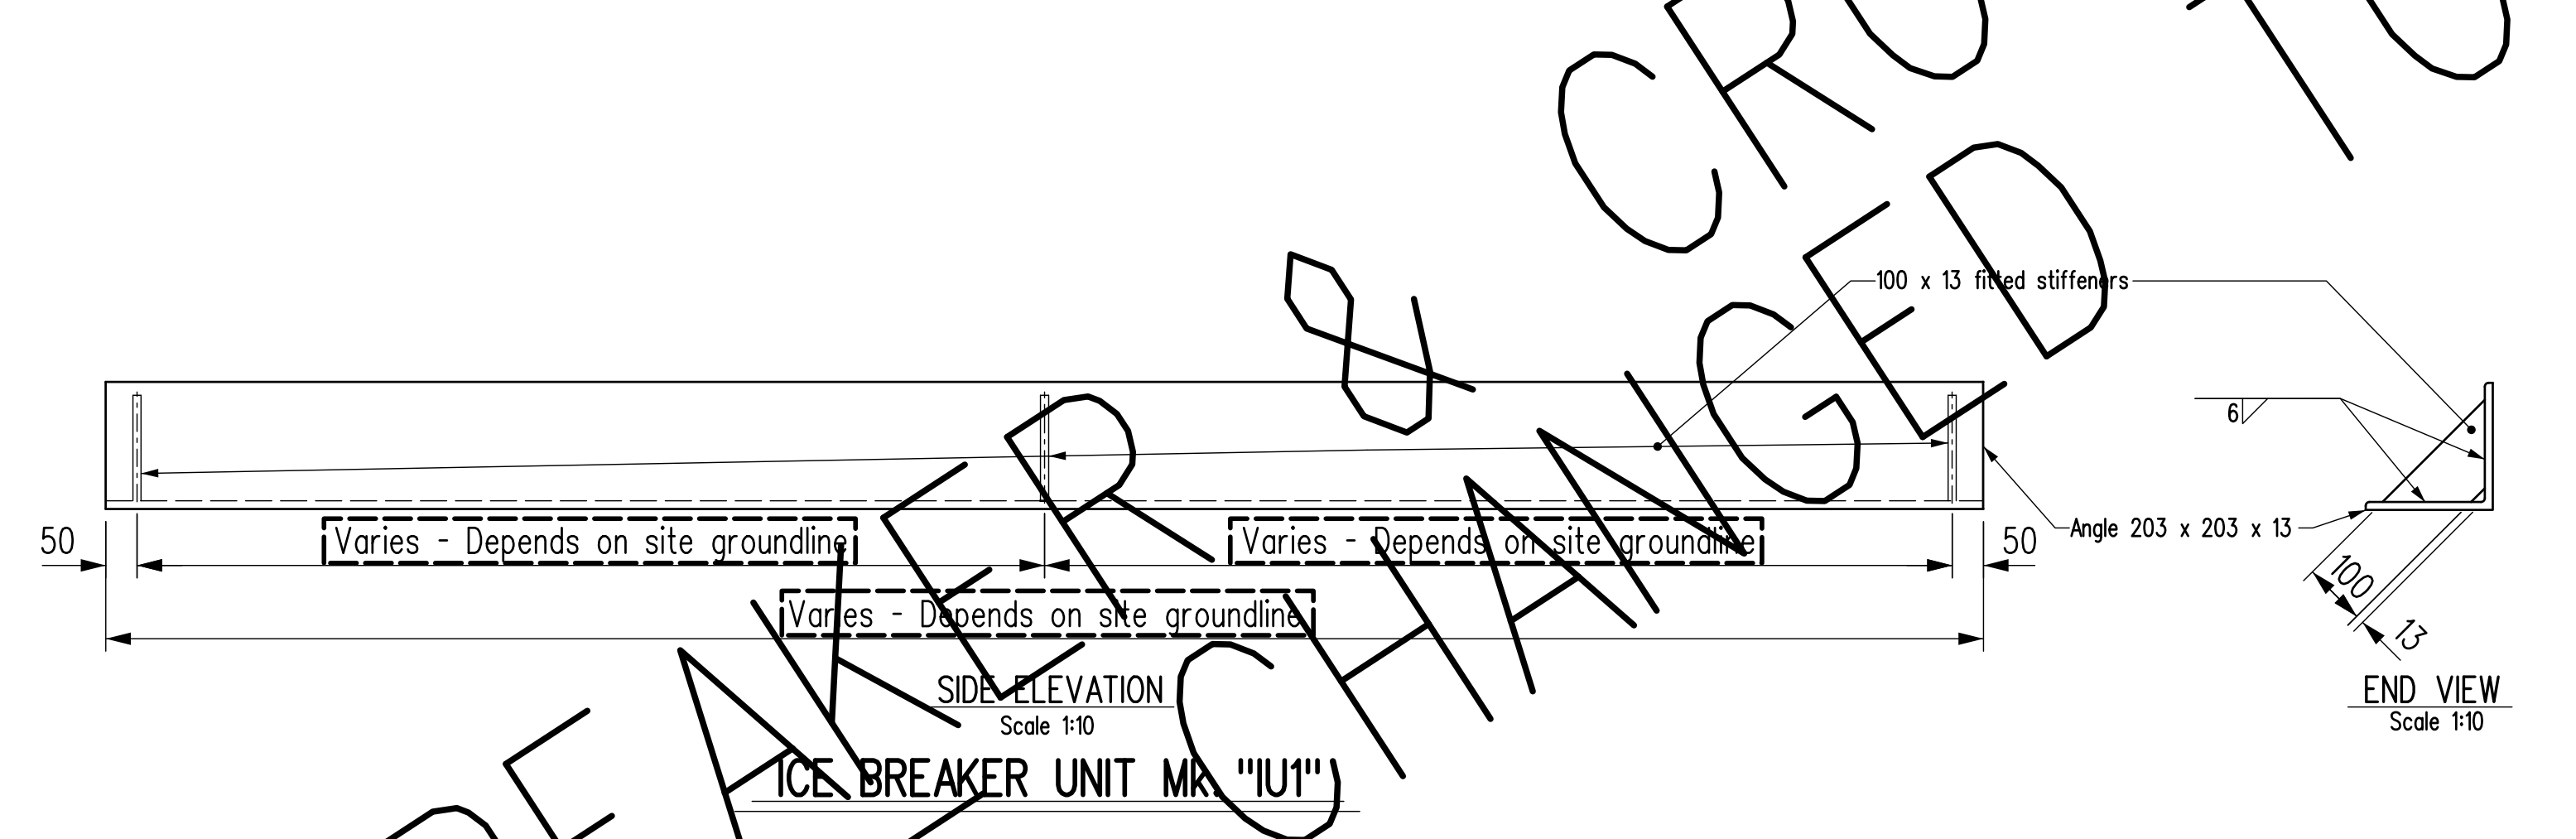 100 x 13 fitted stiffeners
6
50
Varies - Depends on site groundline
Varies - Depends on site groundline
50
Angle 203 x 203 x 13
Varies - Depends on site groundline
100
13
SIDE ELEVATION
Scale 1:10
END VIEW
Scale 1:10
ICE BREAKER UNIT MK. "IU1"
& 
CHANGED